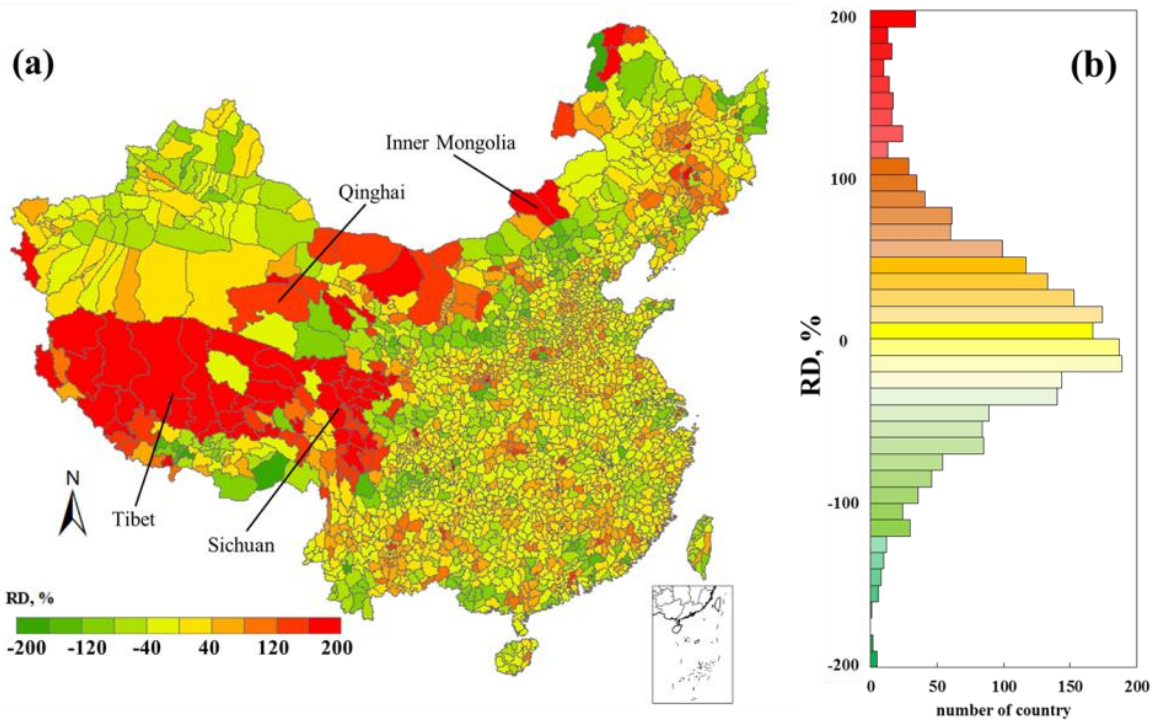 (a)
Inner Mongolia
Qinghai
N
Tibet
Sichuan
RD, %
-200 -120 -40 40 120 200
(b)
200
100
0
-100
-200
RD, %
0 50 100 150 200
number of country